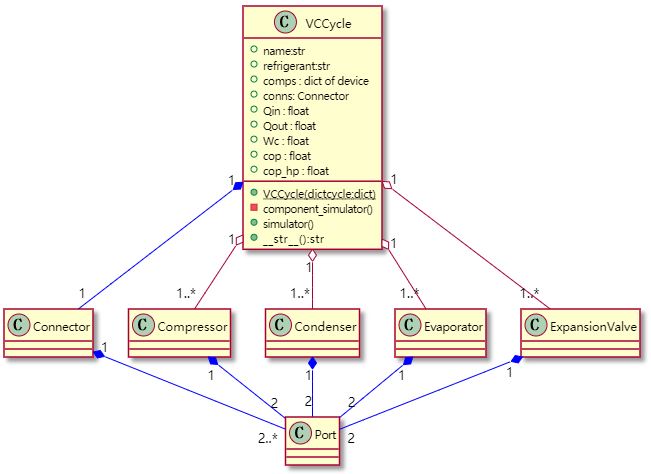 C VCCycle
name:str
refrigerant:str
comps : dict of device
conns: Connector
Qin : float
Qout : float
Wc : float
cop : float
cop_hp : float
VCCycle(dictcycle:dict)
component_simulator()
simulator()
__str__():str
1 1
1 1 1
1 1..* 1..* 1..* 1..*
C Connector
C Compressor
C Condenser
C Evaporator
C ExpansionValve
1 1 1 1 1
2..* 2 2 2 2
C Port